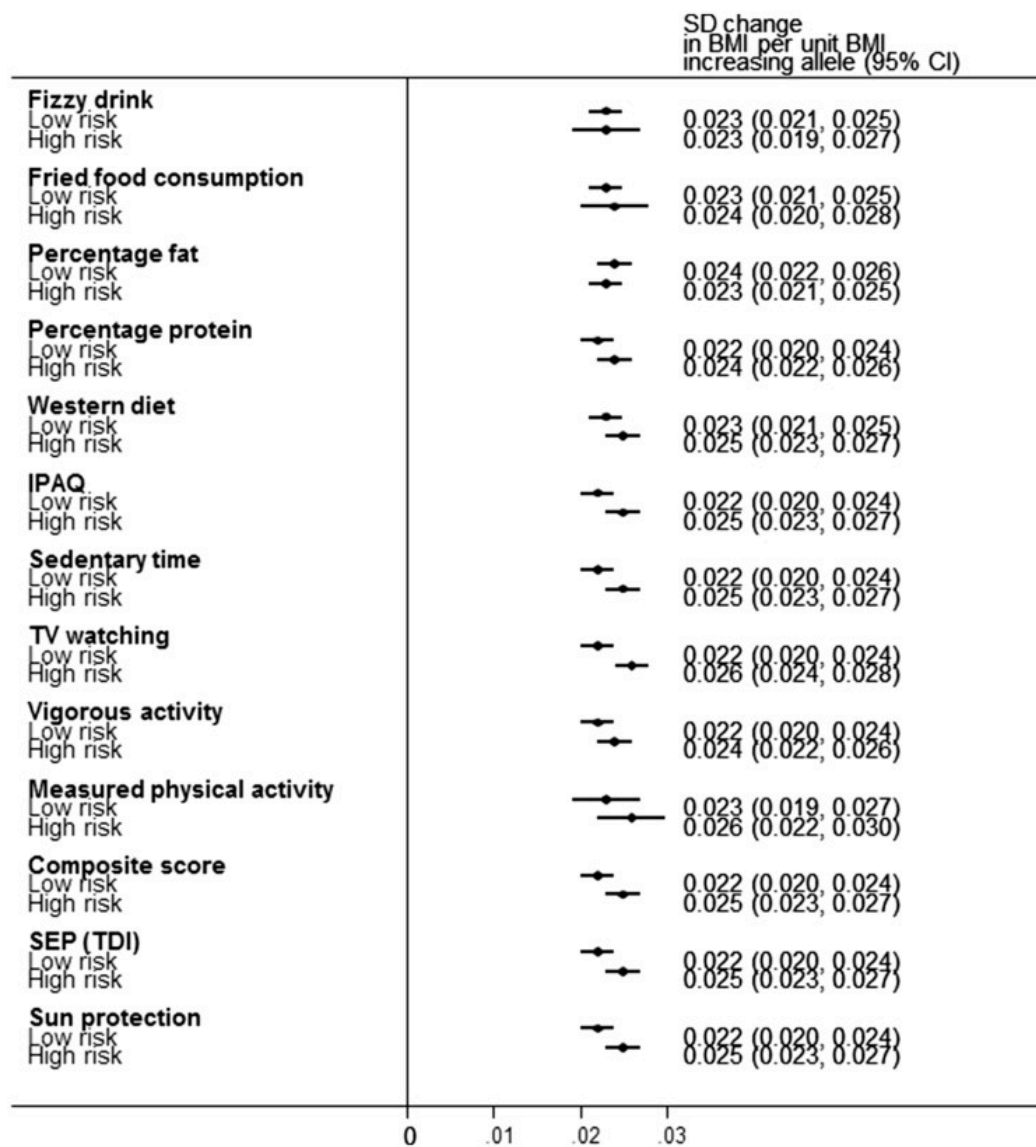 SD change
in BMI per unit BMI
increasing allele (95% CI)
Fizzy drink
Low risk 0.023 (0.021, 0.025)
High risk 0.023 (0.019, 0.027)
Fried food consumption
Low risk 0.023 (0.021, 0.025)
High risk 0.024 (0.020, 0.028)
Percentage fat
Low risk 0.024 (0.022, 0.026)
High risk 0.023 (0.021, 0.025)
Percentage protein
Low risk 0.022 (0.020, 0.024)
High risk 0.024 (0.022, 0.026)
Western diet
Low risk 0.023 (0.021, 0.025)
High risk 0.025 (0.023, 0.027)
IPAQ
Low risk 0.022 (0.020, 0.024)
High risk 0.025 (0.023, 0.027)
Sedentary time
Low risk 0.022 (0.020, 0.024)
High risk 0.025 (0.023, 0.027)
TV watching
Low risk 0.022 (0.020, 0.024)
High risk 0.026 (0.024, 0.028)
Vigorous activity
Low risk 0.022 (0.020, 0.024)
High risk 0.024 (0.022, 0.026)
Measured physical activity
Low risk 0.023 (0.019, 0.027)
High risk 0.026 (0.022, 0.030)
Composite score
Low risk 0.022 (0.020, 0.024)
High risk 0.025 (0.023, 0.027)
SEP (TDI)
Low risk 0.022 (0.020, 0.024)
High risk 0.025 (0.023, 0.027)
Sun protection
Low risk 0.022 (0.020, 0.024)
High risk 0.025 (0.023, 0.027)
0 .01 .02 .03